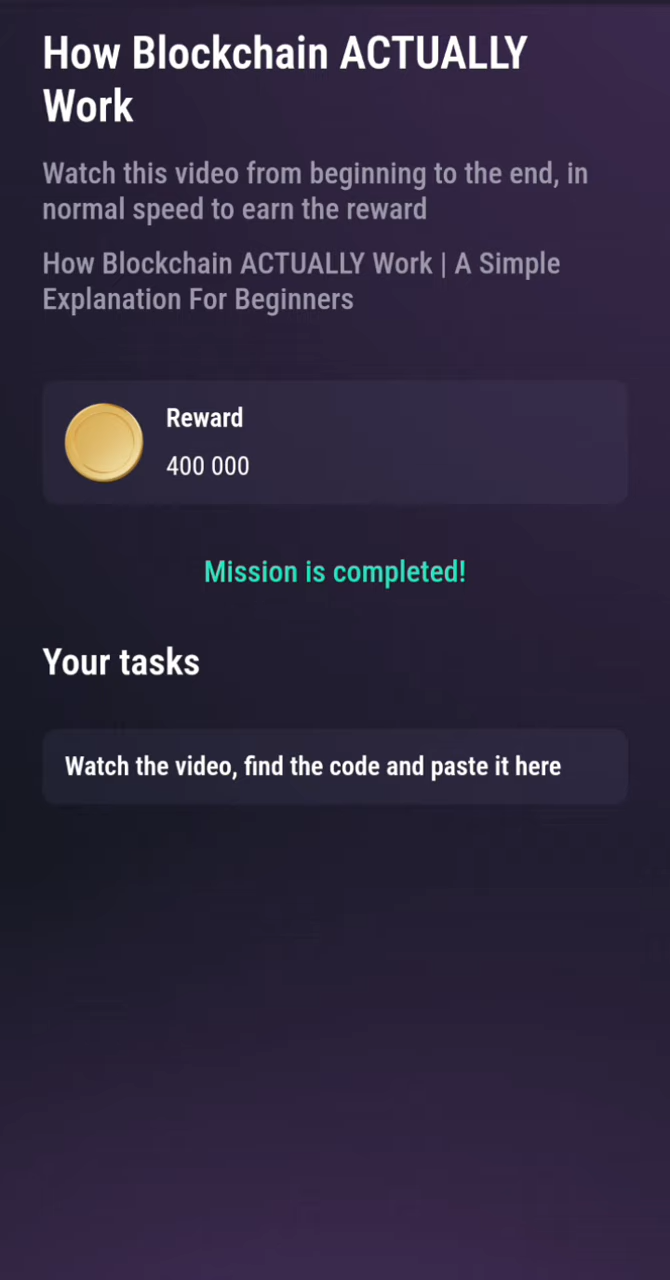 How Blockchain ACTUALLY
Work
Watch this video from beginning to the end, in
normal speed to earn the reward
How Blockchain ACTUALLY Work | A Simple
Explanation For Beginners
Reward
400 000
Mission is completed!
Your tasks
Watch the video, find the code and paste it here